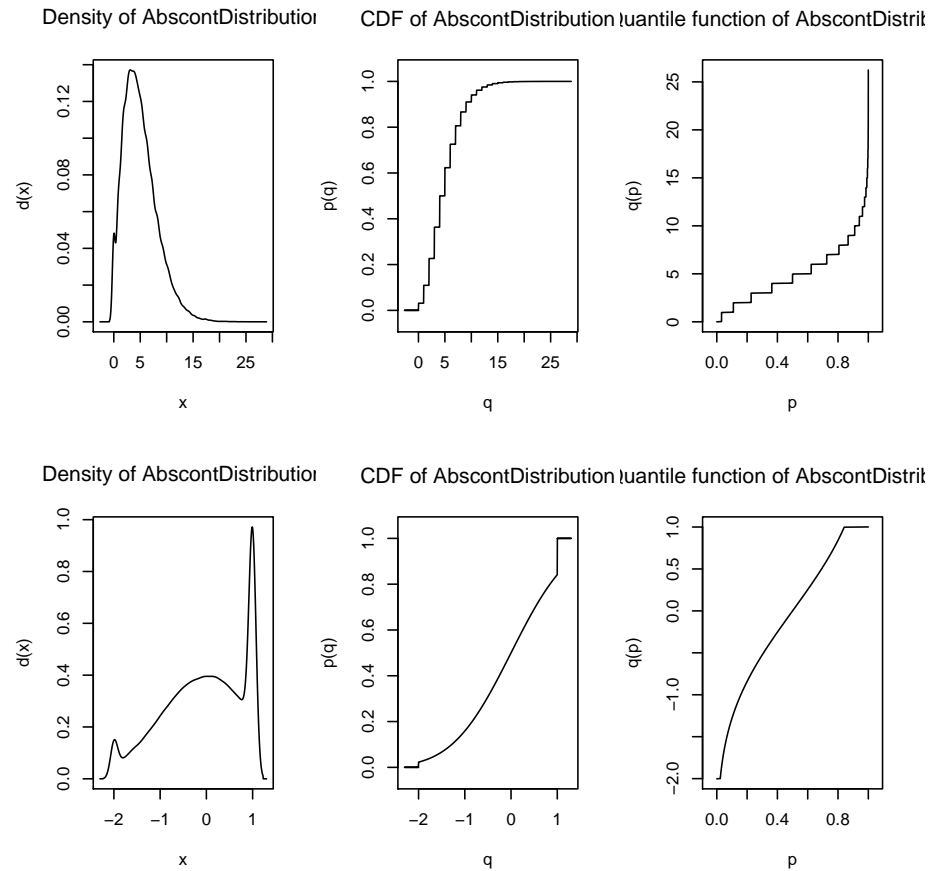 Density of AbscontDistribution
CDF of AbscontDistribution
Quantile function of AbscontDistrib
d(x)
0.00 0.04 0.08 0.12
0 5 15 25
x
p(q)
0.0 0.2 0.4 0.6 0.8 1.0
0 5 15 25
q
q(p)
0 5 10 15 20 25
0.0 0.4 0.8
p
Density of AbscontDistribution
CDF of AbscontDistribution
Quantile function of AbscontDistrib
d(x)
0.0 0.2 0.4 0.6 0.8 1.0
−2 −1 0 1
x
p(q)
0.0 0.2 0.4 0.6 0.8 1.0
−2 −1 0 1
q
q(p)
−2.0 −1.0 0.0 0.5 1.0
0.0 0.4 0.8
p